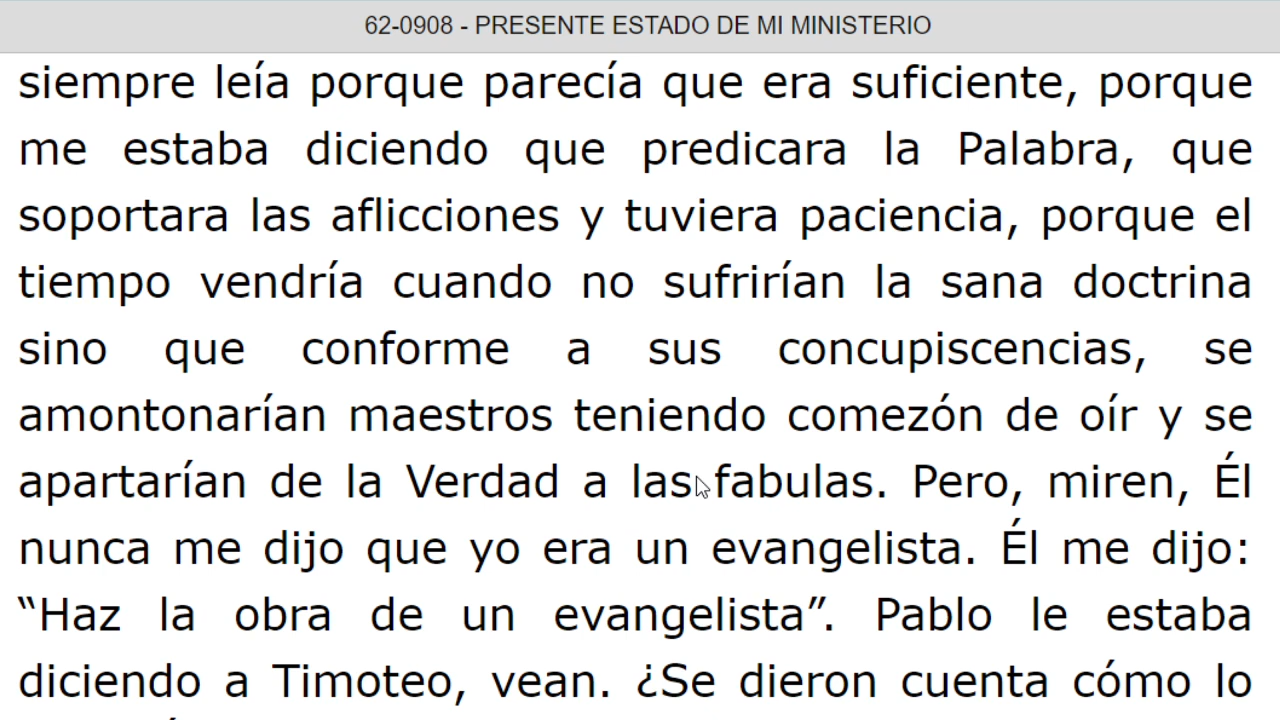 62-0908 - PRESENTE ESTADO DE MI MINISTERIO
siempre leía porque parecía que era suficiente, porque
me estaba diciendo que predicara la Palabra, que
soportara las aflicciones y tuviera paciencia, porque el
tiempo vendría cuando no sufrirían la sana doctrina
sino que conforme a sus concupiscencias, se
amontonarían maestros teniendo comezón de oír y se
apartarían de la Verdad a las fabulas. Pero, miren, Él
nunca me dijo que yo era un evangelista. Él me dijo:
“Haz la obra de un evangelista”. Pablo le estaba
diciendo a Timoteo, vean. ¿Se dieron cuenta cómo lo